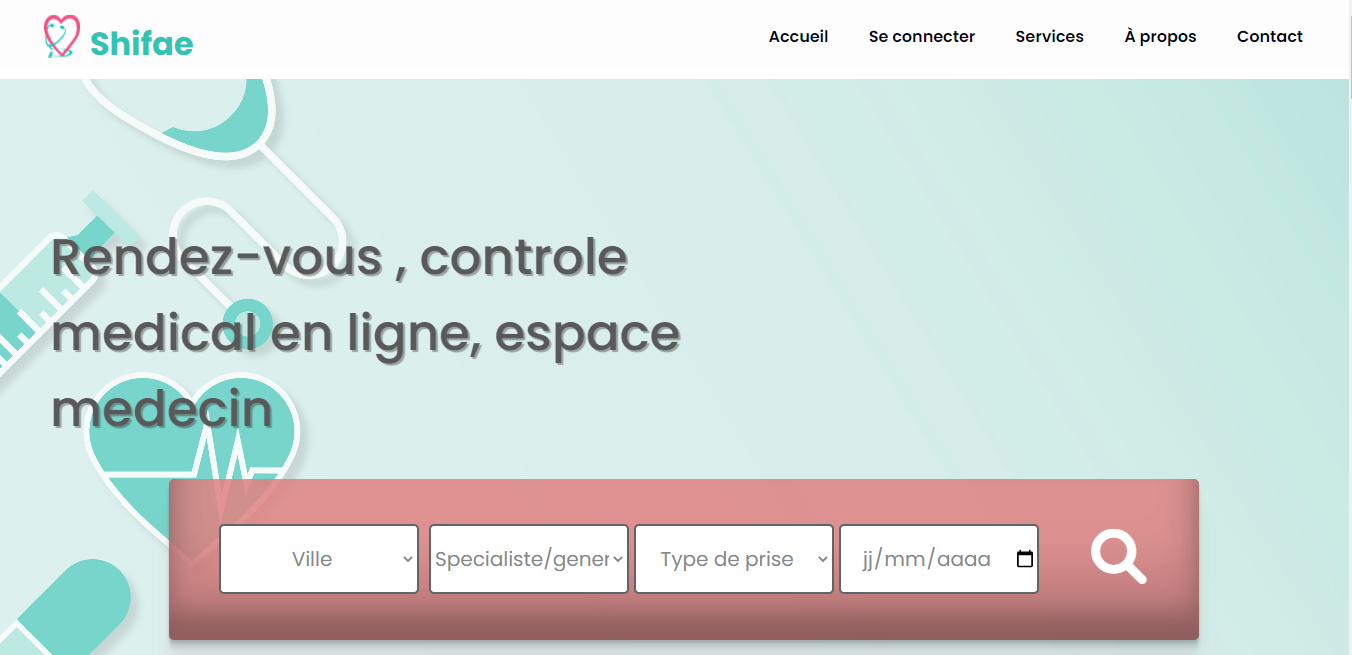 Shifae
Accueil Se connecter Services À propos Contact
Rendez-vous , controle
medical en ligne, espace
medecin
Ville Specialiste/gener Type de prise jj/mm/aaaa